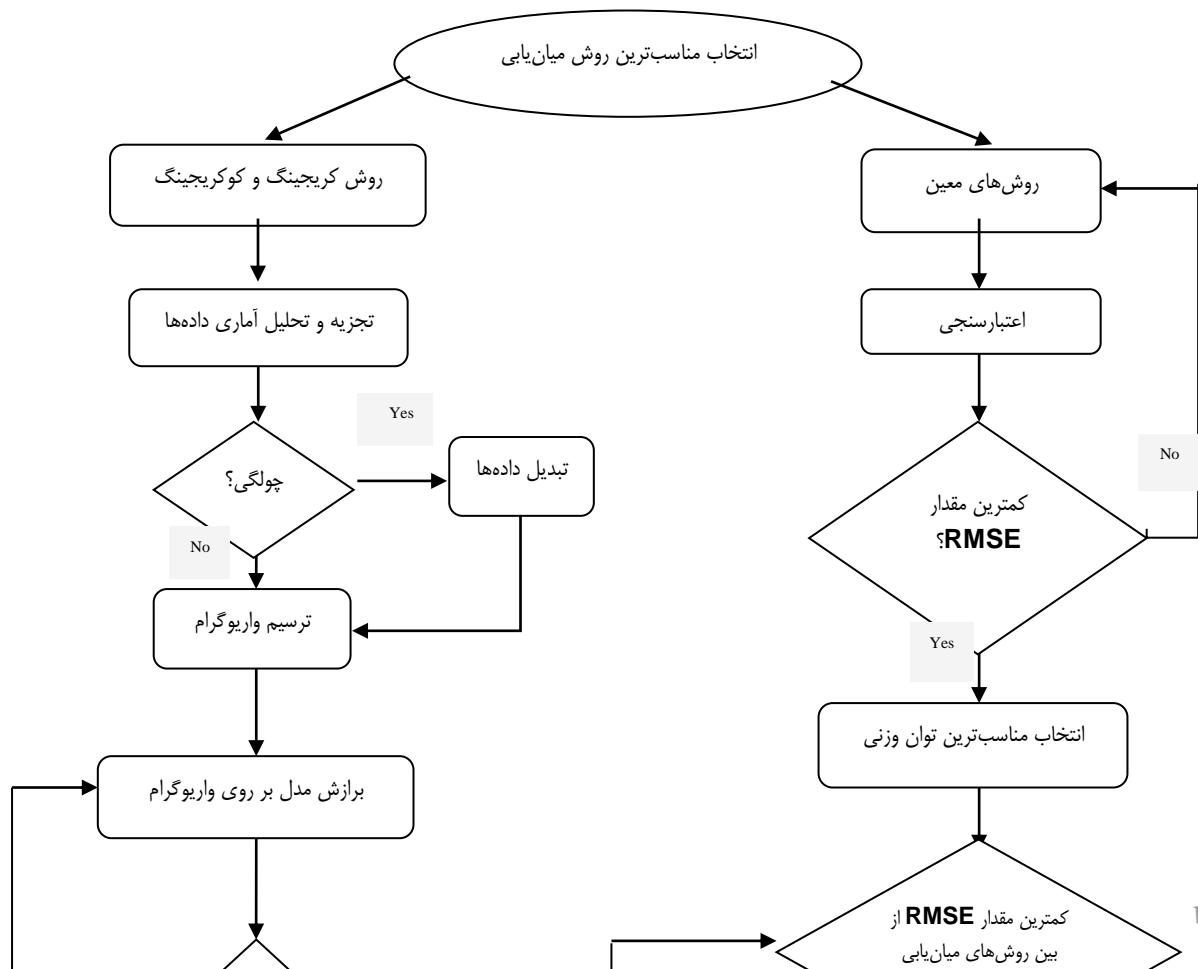 انتخاب مناسب‌ترین روش میان‌یابی
روش کریجینگ و کوکریجینگ
روش‌های معین
تجزیه و تحلیل آماری داده‌ها
اعتبارسنجی
Yes
چولگی؟
تبدیل داده‌ها
No
کمترین مقدار
RMSE؟
No
ترسیم واریوگرام
Yes
انتخاب مناسب‌ترین توان وزنی
برازش مدل بر روی واریوگرام
کمترین مقدار RMSE از
بین روش‌های میان‌یابی